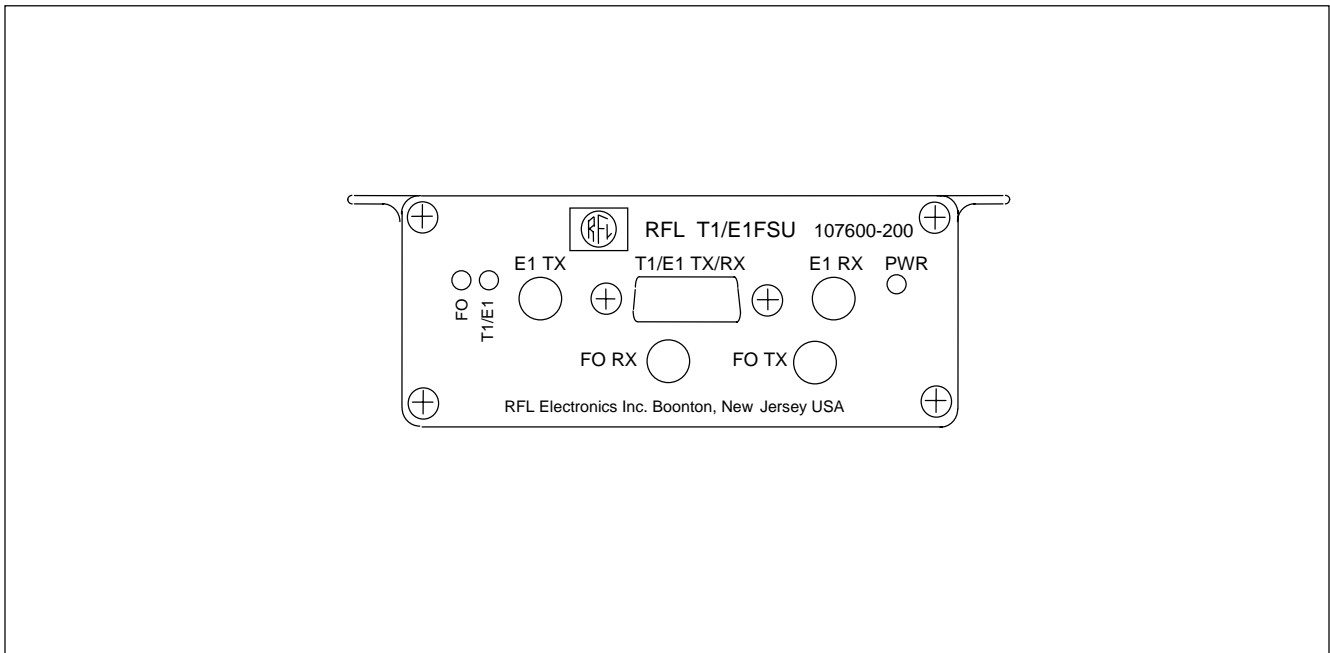 RFL
RFL T1/E1FSU 107600-200
E1 TX T1/E1 TX/RX E1 RX PWR
FO
T1/E1
FO RX FO TX
RFL Electronics Inc. Boonton, New Jersey USA